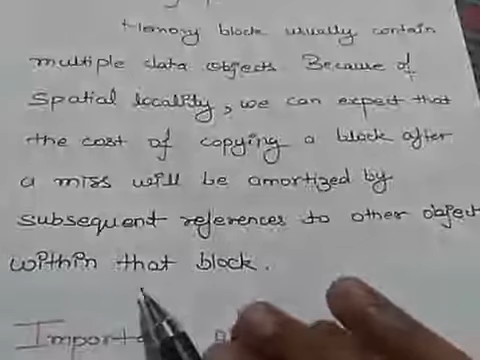 Memory block usually contain
multiple data objects. Because of
spatial locality, we can expect that
the cost of copying a block after
a miss will be amortized by
subsequent references to other object
within that block.
Importa